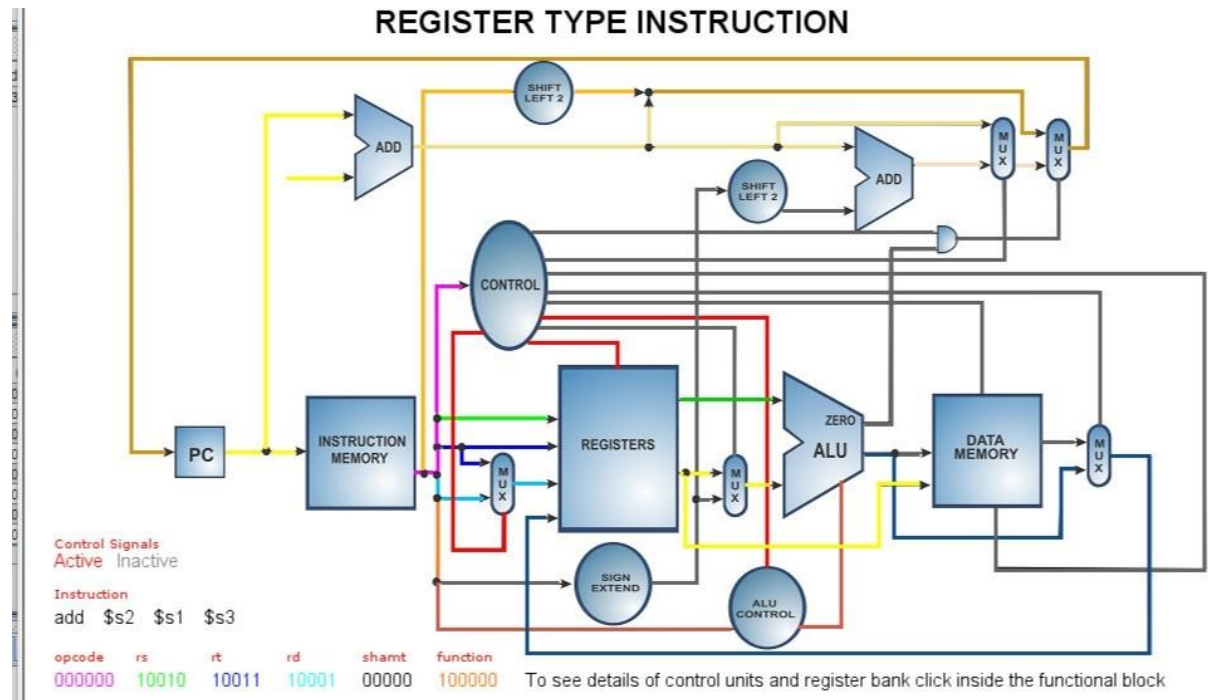 REGISTER TYPE INSTRUCTION
SHIFT
LEFT 2
ADD
MUX
MUX
SHIFT
LEFT 2
ADD
CONTROL
INSTRUCTION
MEMORY
REGISTERS
ZERO
ALU
DATA
MEMORY
MUX
PC
MUX
MUX
SIGN
EXTEND
ALU
CONTROL
Control Signals
Active Inactive
Instruction
add $s2 $s1 $s3
opcode rs rt rd shamt function
000000 10010 10011 10001 00000 100000 To see details of control units and register bank click inside the functional block